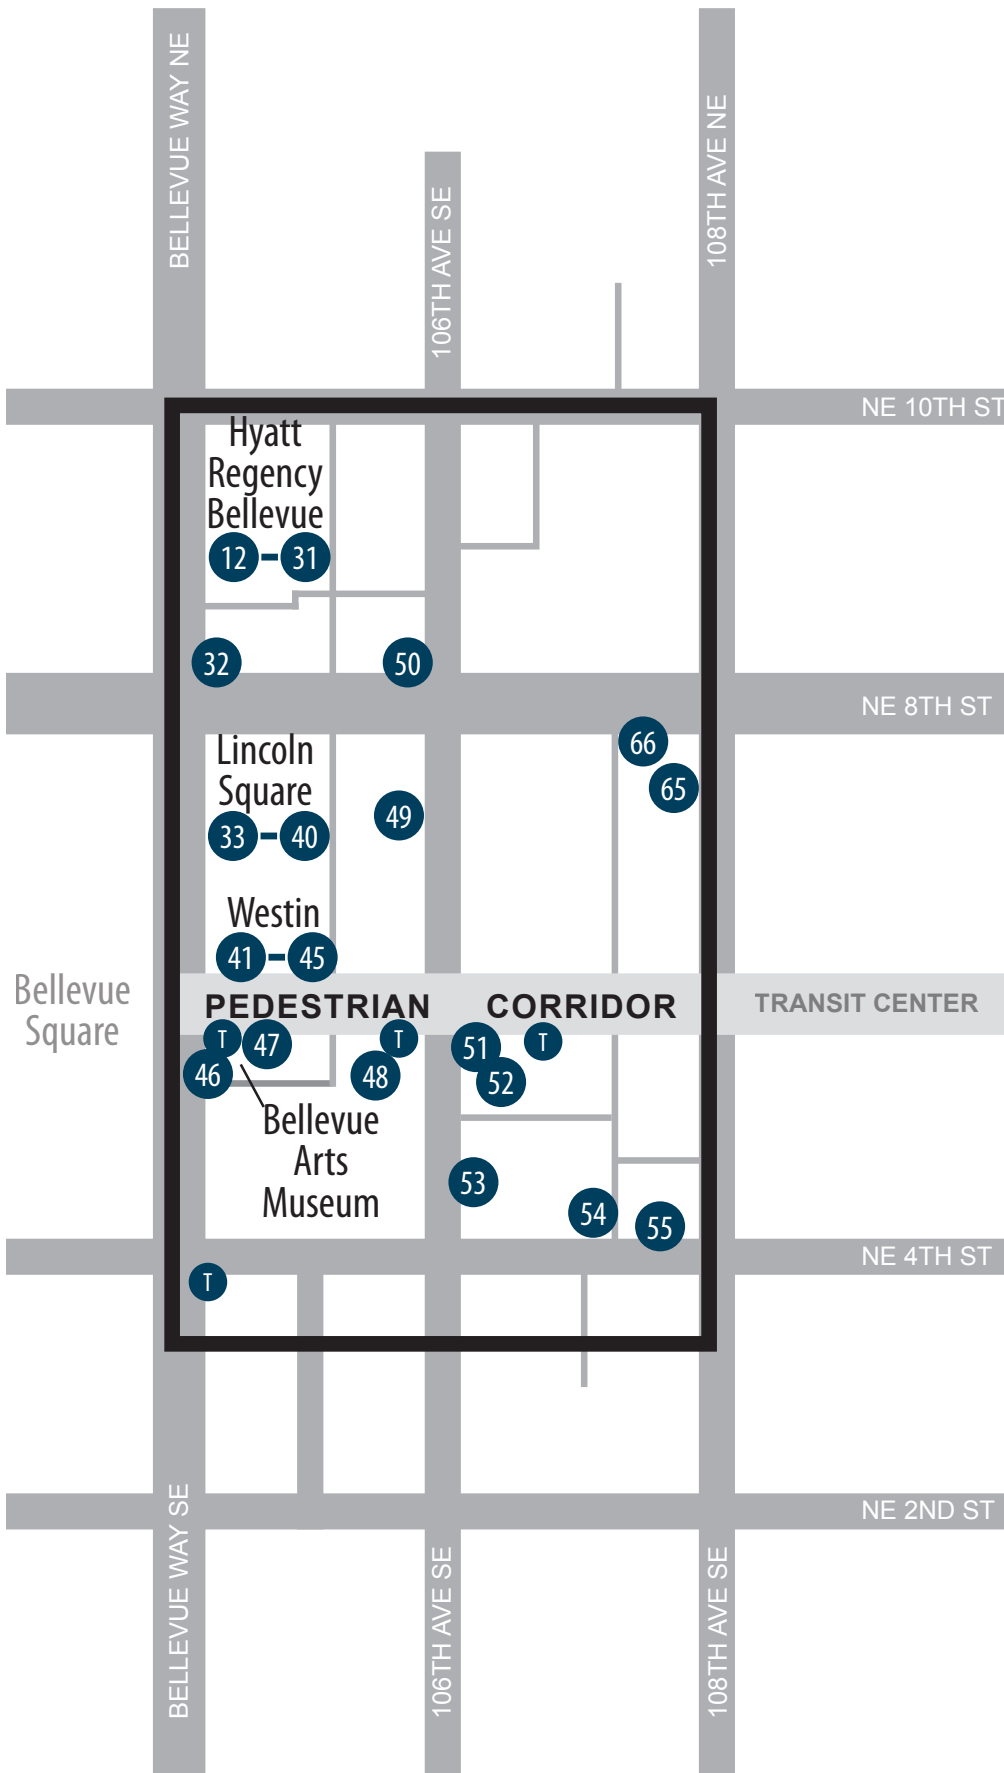 BELLEVUE WAY NE
106TH AVE SE
108TH AVE NE
NE 10TH ST
Hyatt
Regency
Bellevue
12
31
32
50
NE 8TH ST
66
65
Lincoln
Square
33
40
49
Westin
41
45
Bellevue
Square
PEDESTRIAN CORRIDOR
TRANSIT CENTER
T
47
T
51
T
46
48
52
Bellevue
Arts
Museum
53
54
55
NE 4TH ST
T
NE 2ND ST
BELLEVUE WAY SE
106TH AVE SE
108TH AVE SE